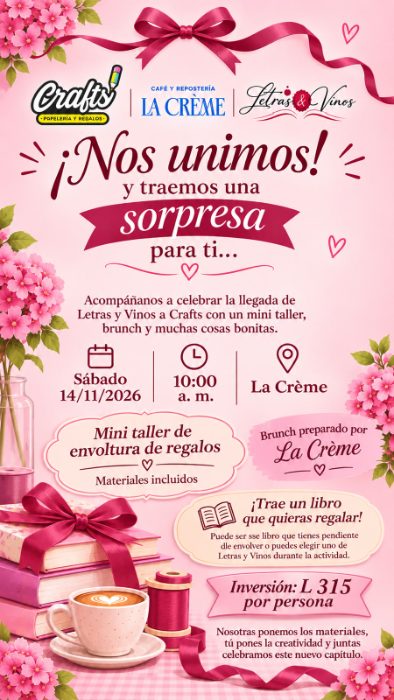 Crafts
PAPELERÍA Y REGALOS
CAFÉ Y REPOSTERÍA
LA CRÈME
Letras & Vinos
¡Nos unimos!
y traemos una
sorpresa
para ti...
Acompáñanos a celebrar la llegada de
Letras y Vinos a Crafts con un mini taller,
brunch y muchas cosas bonitas.
Sábado
14/11/2026
10:00
a. m.
La Crème
Mini taller de
envoltura de regalos
Materiales incluidos
Brunch preparado por
La Crème
¡Trae un libro
que quieras regalar!
Puede ser sse libro que tienes pendiente
de envolver o puedes elegir uno de
Letras y Vinos durante la actividad.
Inversión: L 315
por persona
Nosotras ponemos los materiales,
tú pones la creatividad y juntas
celebramos este nuevo capítulo.